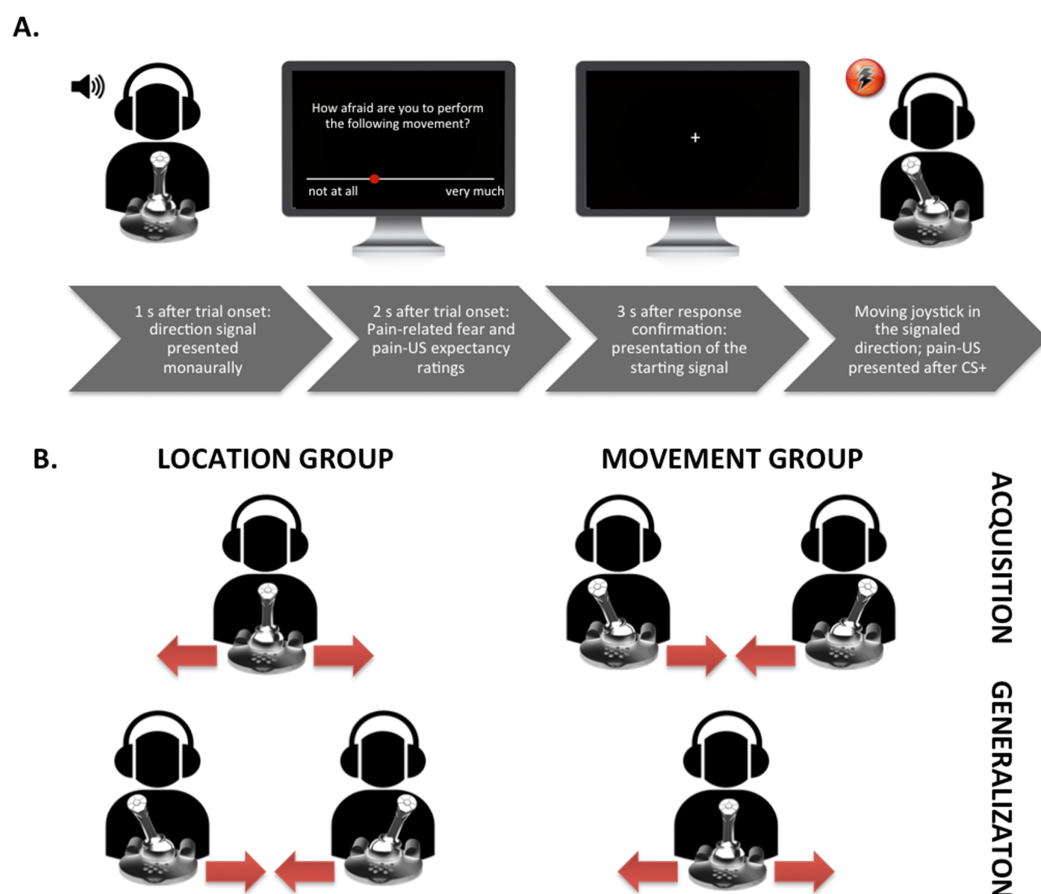 A.
How afraid are you to perform
the following movement?
not at all
very much
+
1 s after trial onset:
direction signal
presented
monaurally
2 s after trial onset:
Pain-related fear and
pain-US expectancy
ratings
3 s after response
confirmation:
presentation of the
starting signal
Moving joystick in
the signaled
direction; pain-US
presented after CS+
B.
LOCATION GROUP
MOVEMENT GROUP
ACQUISITION
GENERALIZATON